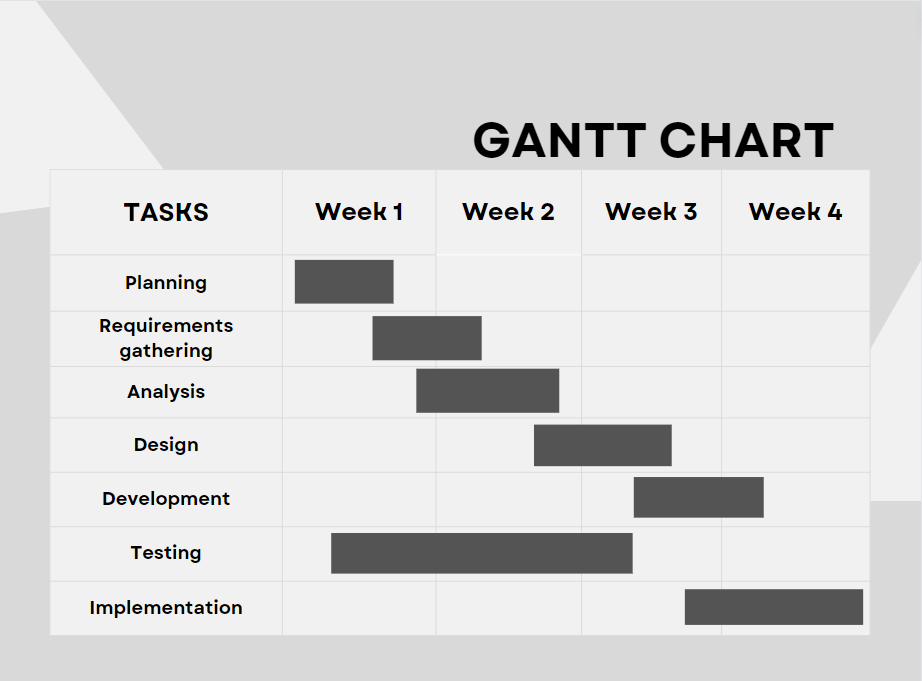 GANTT CHART
TASKS Week 1 Week 2 Week 3 Week 4
Planning
Requirements
gathering
Analysis
Design
Development
Testing
Implementation